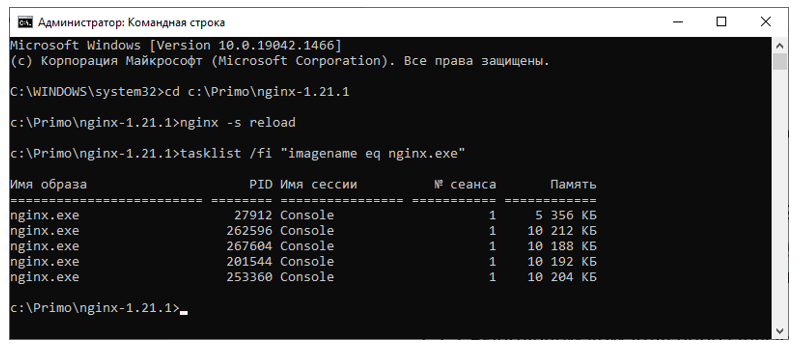 Администратор: Командная строка
Microsoft Windows [Version 10.0.19042.1466]
(c) Корпорация Майкрософт (Microsoft Corporation). Все права защищены.
C:\WINDOWS\system32>cd c:\Primo\nginx-1.21.1
c:\Primo\nginx-1.21.1>nginx -s reload
c:\Primo\nginx-1.21.1>tasklist /fi "imagename eq nginx.exe"
Имя образа                     PID Имя сессии          № сеанса       Память
========================= ======== ================ =========== ============
nginx.exe                    27912 Console                    1     5 356 КБ
nginx.exe                   262596 Console                    1    10 212 КБ
nginx.exe                   267604 Console                    1    10 188 КБ
nginx.exe                   201544 Console                    1    10 192 КБ
nginx.exe                   253360 Console                    1    10 204 КБ
c:\Primo\nginx-1.21.1>